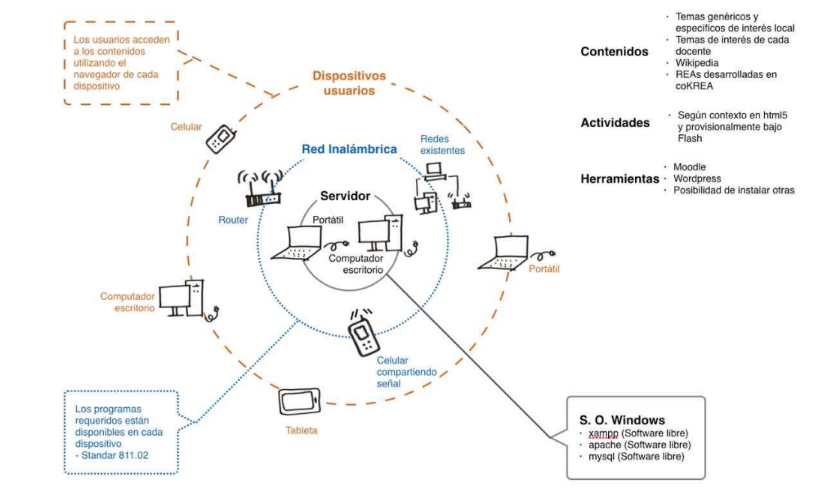 Los usuarios acceden
a los contenidos
utilizando el
navegador de cada
dispositivo
Dispositivos
usuarios
Celular
Red Inalámbrica
Redes
existentes
Servidor
Router
Portátil
Computador
escritorio
Portátil
Computador
escritorio
Celular
compartiendo
señal
Tableta
Los programas
requeridos están
disponibles en cada
dispositivo
- Standar 811.02
S. O. Windows
· xampp (Software libre)
· apache (Software libre)
· mysql (Software libre)
Contenidos
· Temas genéricos y
específicos de interés local
· Temas de interés de cada
docente
· Wikipedia
· REAs desarrolladas en
coKREA
Actividades
· Según contexto en html5
y provisionalmente bajo
Flash
Herramientas
· Moodle
· Wordpress
· Posibilidad de instalar otras